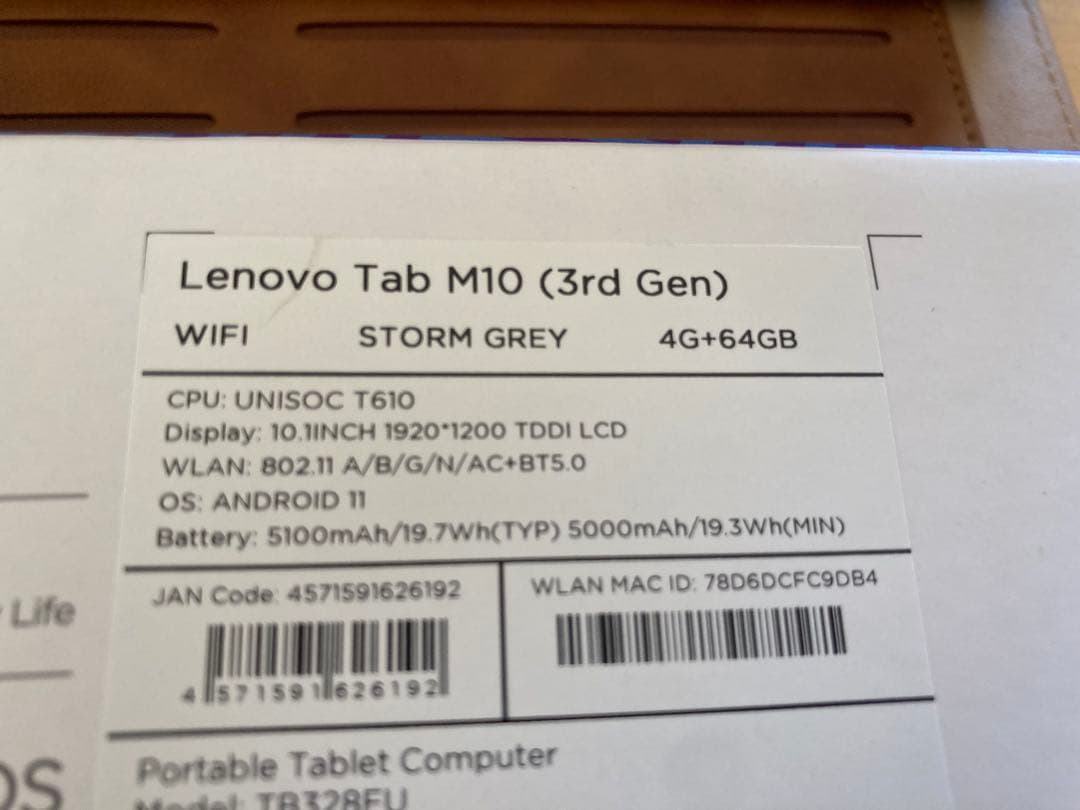 Lenovo Tab M10 (3rd Gen)
WIFI STORM GREY 4G+64GB
CPU: UNISOC T610
Display: 10.1INCH 1920*1200 TDDI LCD
WLAN: 802.11 A/B/G/N/AC+BT5.0
OS: ANDROID 11
Battery: 5100mAh/19.7Wh(TYP) 5000mAh/19.3Wh(MIN)
JAN Code: 4571591626192
4 571591 626192
WLAN MAC ID: 78D6DCFC9DB4
Life
Portable Tablet Computer
Model: TB328FU